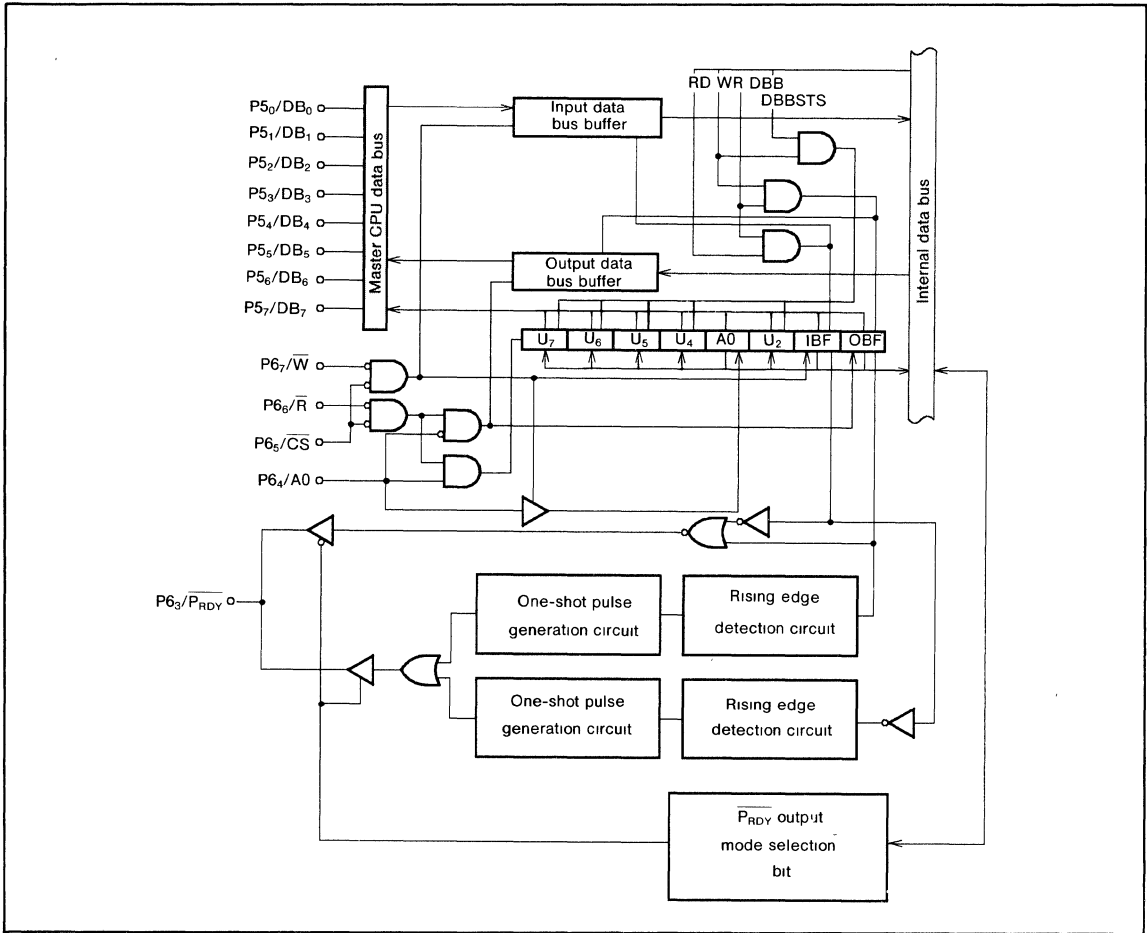 RD WR DBB
DBBSTS
P5₀/DB₀
P5₁/DB₁
P5₂/DB₂
P5₃/DB₃
P5₄/DB₄
P5₅/DB₅
P5₆/DB₆
P5₇/DB₇
Master CPU data bus
Input data
bus buffer
Output data
bus buffer
Internal data bus
U₇ U₆ U₅ U₄ A0 U₂ IBF OBF
P6₇/W̅
P6₆/R̅
P6₅/C̅S̅
P6₄/A0
P6₃/P̅R̅D̅Y̅
One-shot pulse
generation circuit
Rising edge
detection circuit
One-shot pulse
generation circuit
Rising edge
detection circuit
P̅R̅D̅Y̅ output
mode selection
bit